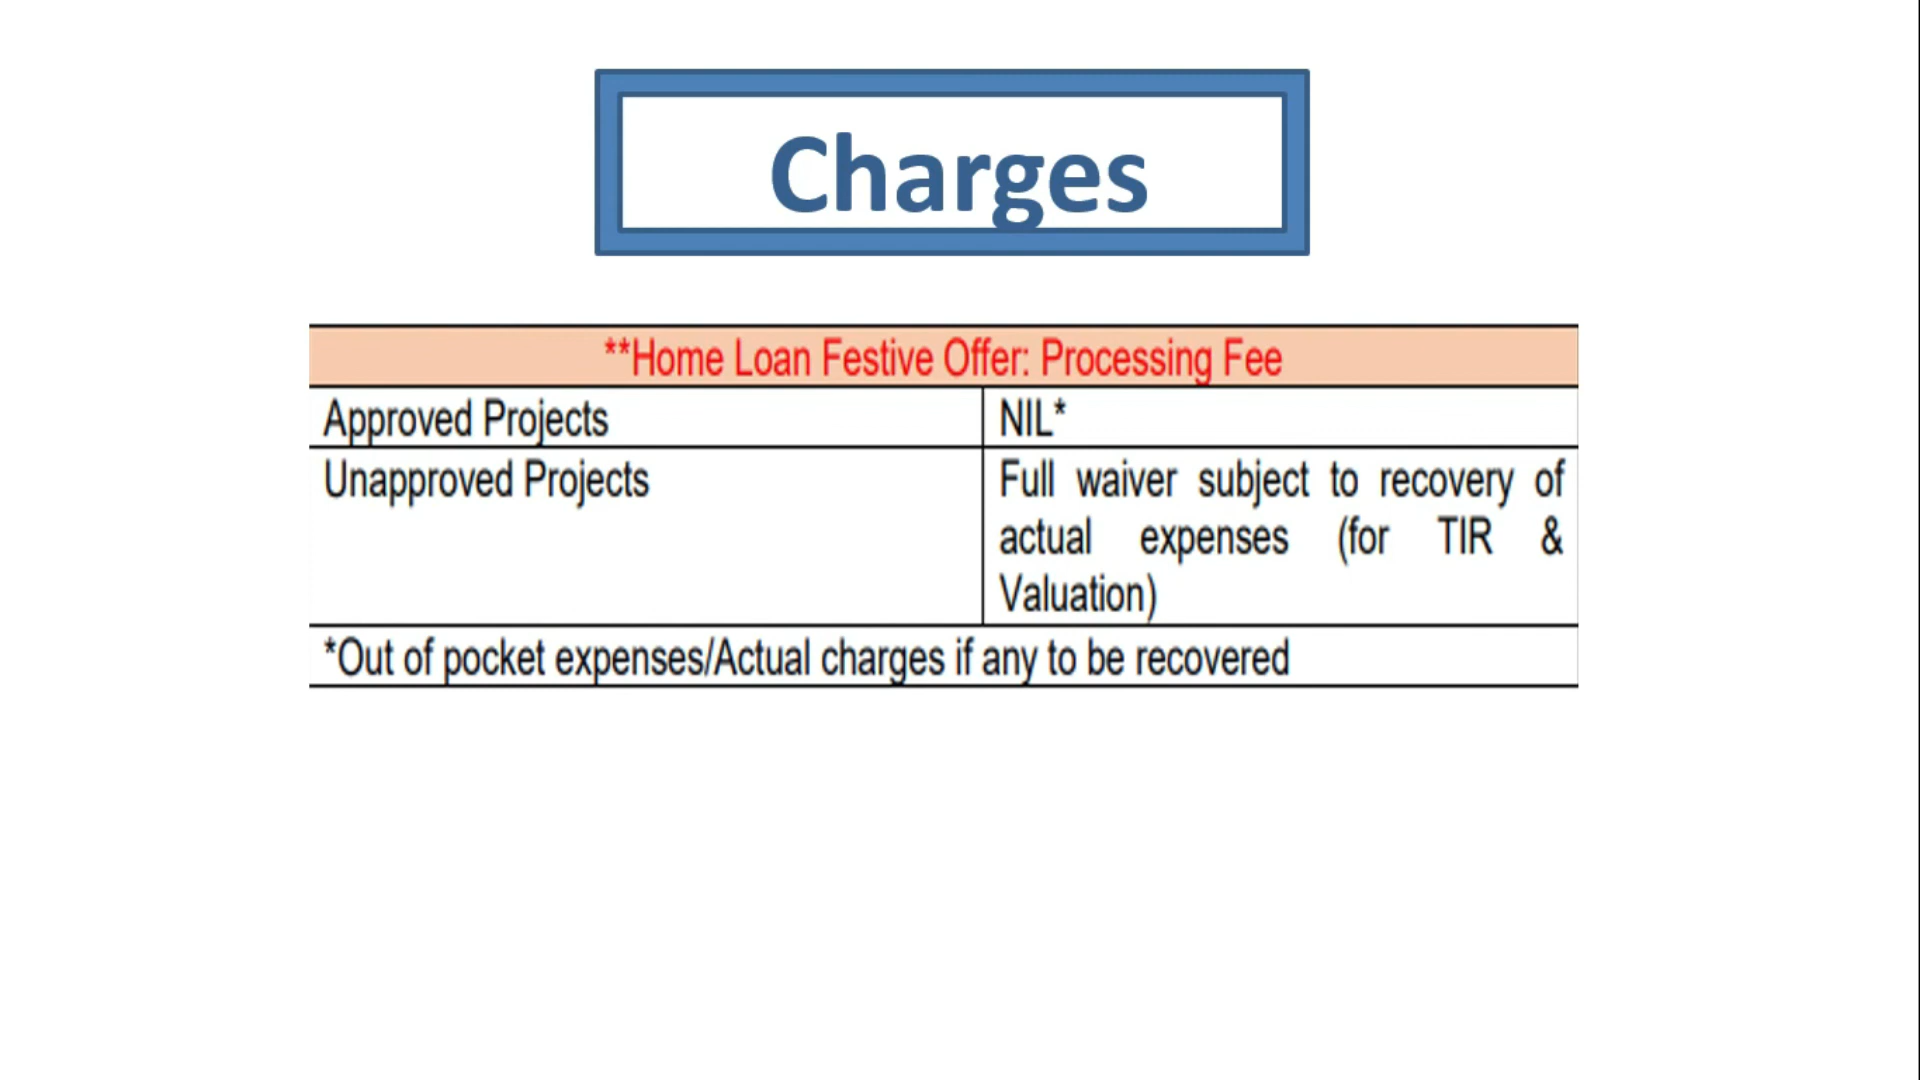 Charges
**Home Loan Festive Offer: Processing Fee
Approved Projects NIL*
Unapproved Projects Full waiver subject to recovery of
actual expenses (for TIR &
Valuation)
*Out of pocket expenses/Actual charges if any to be recovered